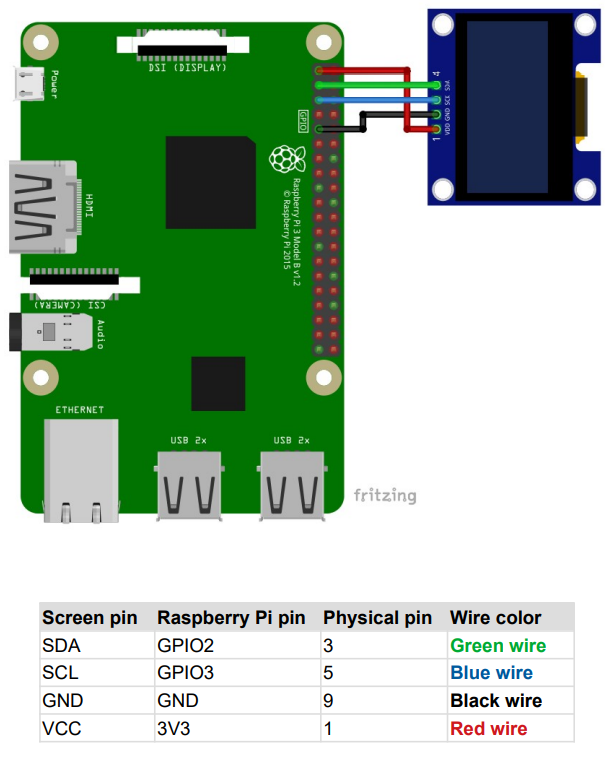 DSI (DISPLAY)
Power
4
SDA
SCL
GND
VDD
1
GPIO
HDMI
Raspberry Pi 3 Model B v1.2
© Raspberry Pi 2015
CSI (CAMERA)
Audio
ETHERNET
USB 2x
USB 2x
fritzing
Screen pin Raspberry Pi pin Physical pin Wire color
SDA GPIO2 3 Green wire
SCL GPIO3 5 Blue wire
GND GND 9 Black wire
VCC 3V3 1 Red wire